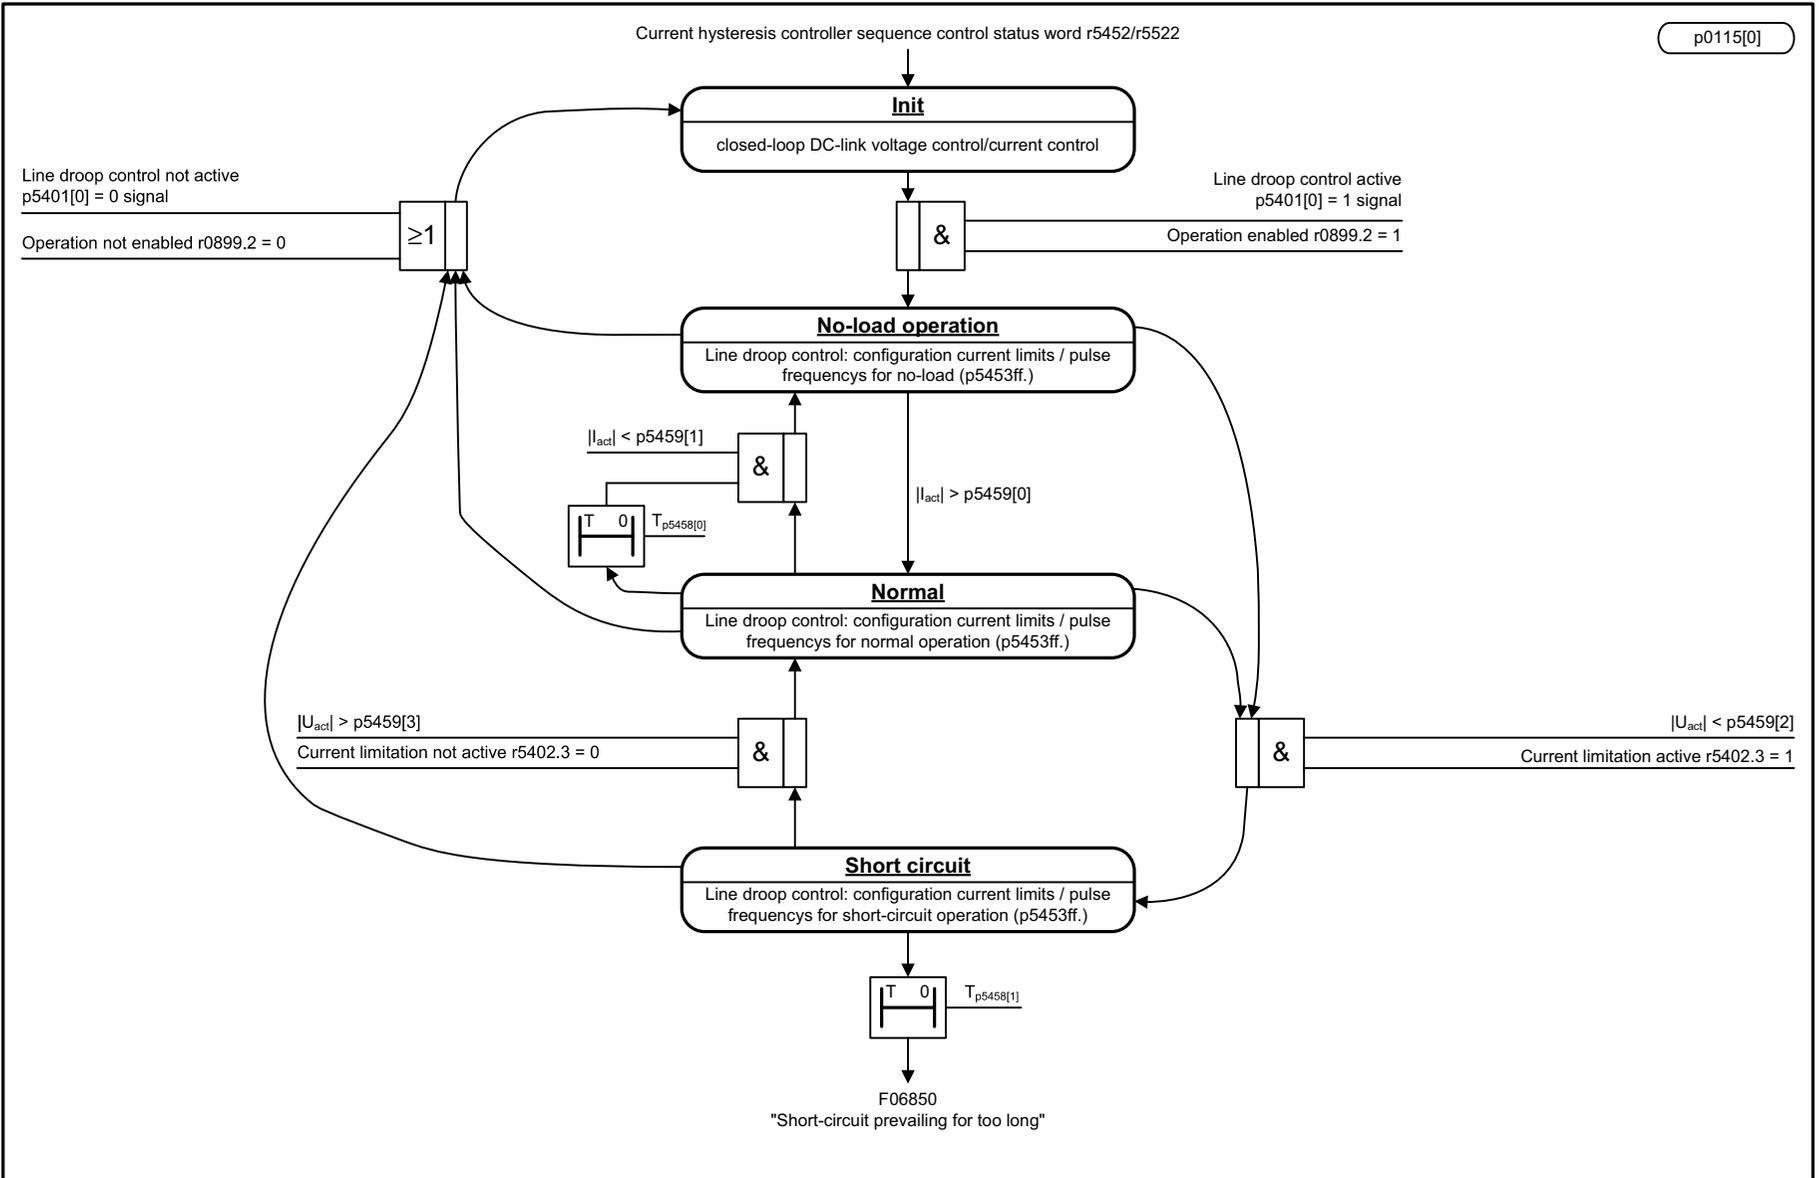 Current hysteresis controller sequence control status word r5452/r5522
p0115[0]
Init
closed-loop DC-link voltage control/current control
Line droop control not active
p5401[0] = 0 signal
Operation not enabled r0899.2 = 0
≥1
Line droop control active
p5401[0] = 1 signal
&
Operation enabled r0899.2 = 1
No-load operation
Line droop control: configuration current limits / pulse
frequencys for no-load (p5453ff.)
|Iact| < p5459[1]
&
|Iact| > p5459[0]
T 0
Tp5458[0]
Normal
Line droop control: configuration current limits / pulse
frequencys for normal operation (p5453ff.)
|Uact| > p5459[3]
Current limitation not active r5402.3 = 0
&
|Uact| < p5459[2]
&
Current limitation active r5402.3 = 1
Short circuit
Line droop control: configuration current limits / pulse
frequencys for short-circuit operation (p5453ff.)
T 0
Tp5458[1]
F06850
"Short-circuit prevailing for too long"